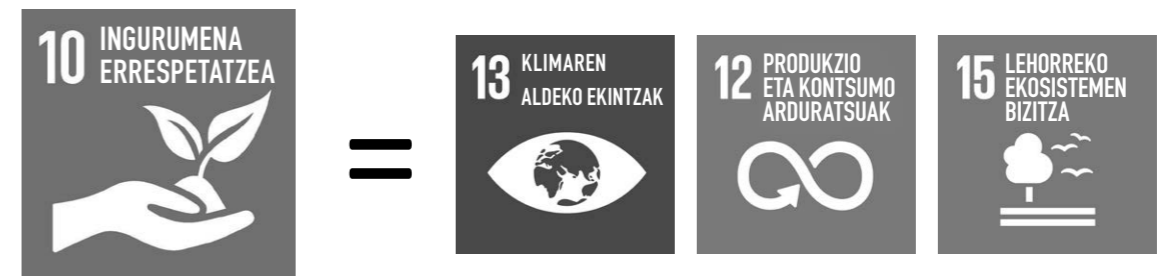 10 INGURUMENA
ERRESPETATZEA
=
13 KLIMAREN
ALDEKO EKINTZAK
12 PRODUKZIO
ETA KONTSUMO
ARDURATSUAK
15 LEHORREKO
EKOSISTEMEN
BIZITZA